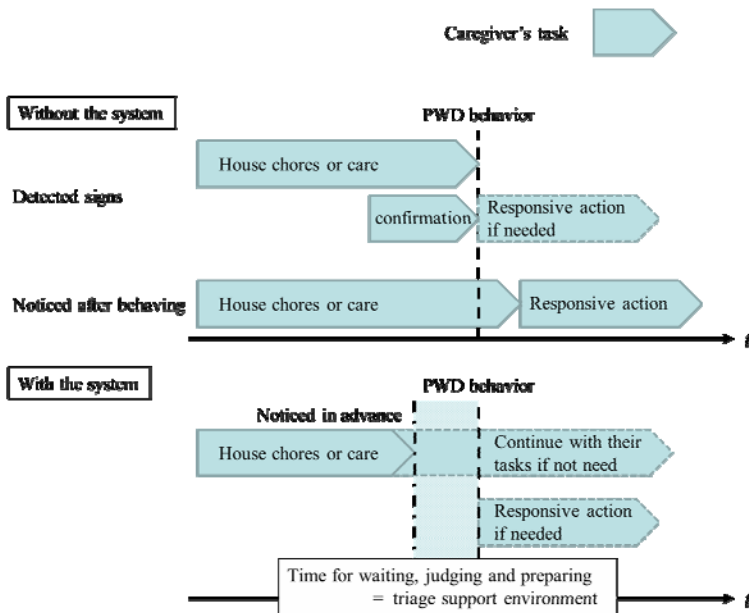 Caregiver's task
Without the system
PWD behavior
House chores or care
Detected signs
confirmation
Responsive action
if needed
Noticed after behaving
House chores or care
Responsive action
t
With the system
PWD behavior
Noticed in advance
House chores or care
Continue with their
tasks if not need
Responsive action
if needed
Time for waiting, judging and preparing
= triage support environment
t